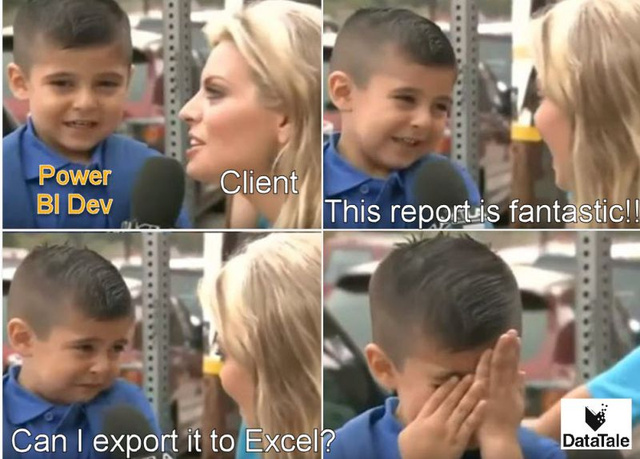 Power
BI Dev
Client
This report is fantastic!!
Can I export it to Excel?
DataTale